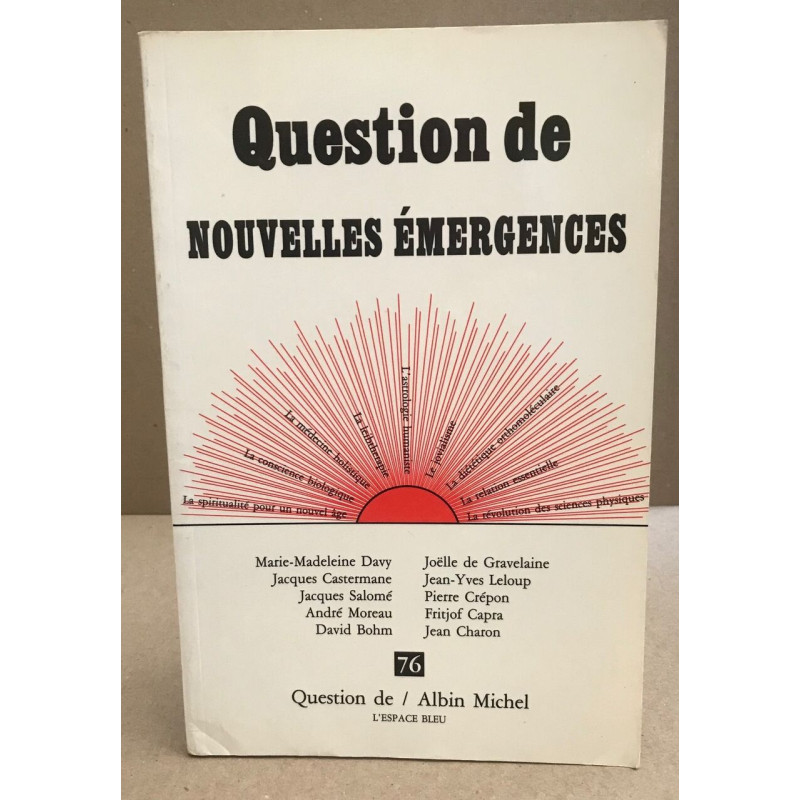 Question de
NOUVELLES ÉMERGENCES
La spiritualité pour un nouvel âge
La conscience biologique
La médecine holistique
La leibthérapie
L'astrologie humaniste
Le jovialisme
La diététique orthomoléculaire
La relation essentielle
La révolution des sciences physiques
Marie-Madeleine Davy
Jacques Castermane
Jacques Salomé
André Moreau
David Bohm
Joëlle de Gravelaine
Jean-Yves Leloup
Pierre Crépon
Fritjof Capra
Jean Charon
76
Question de / Albin Michel
L'ESPACE BLEU